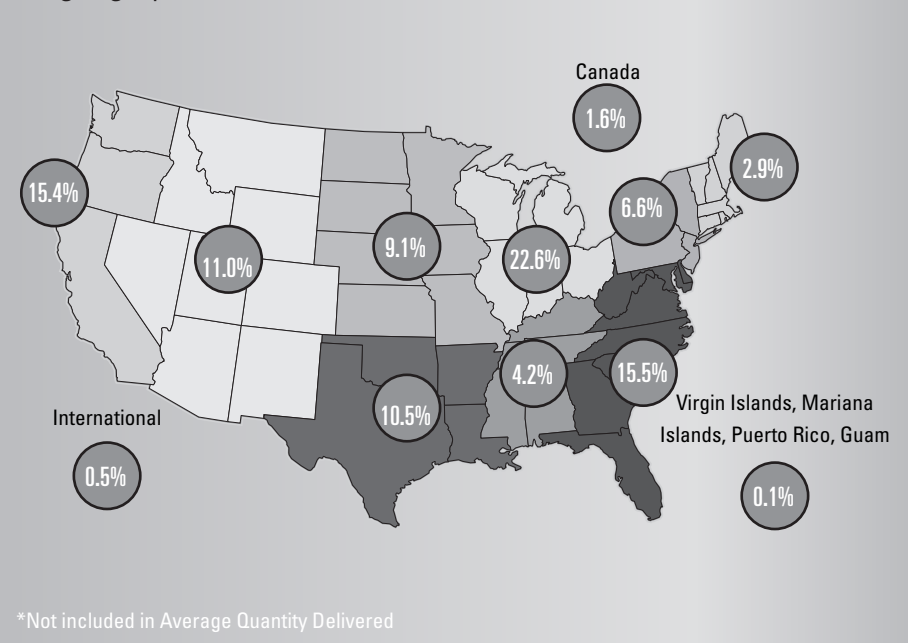 Canada
1.6%
2.9%
15.4%
6.6%
9.1%
11.0%
22.6%
4.2%
15.5%
10.5%
Virgin Islands, Mariana
Islands, Puerto Rico, Guam
0.1%
International
0.5%
*Not included in Average Quantity Delivered